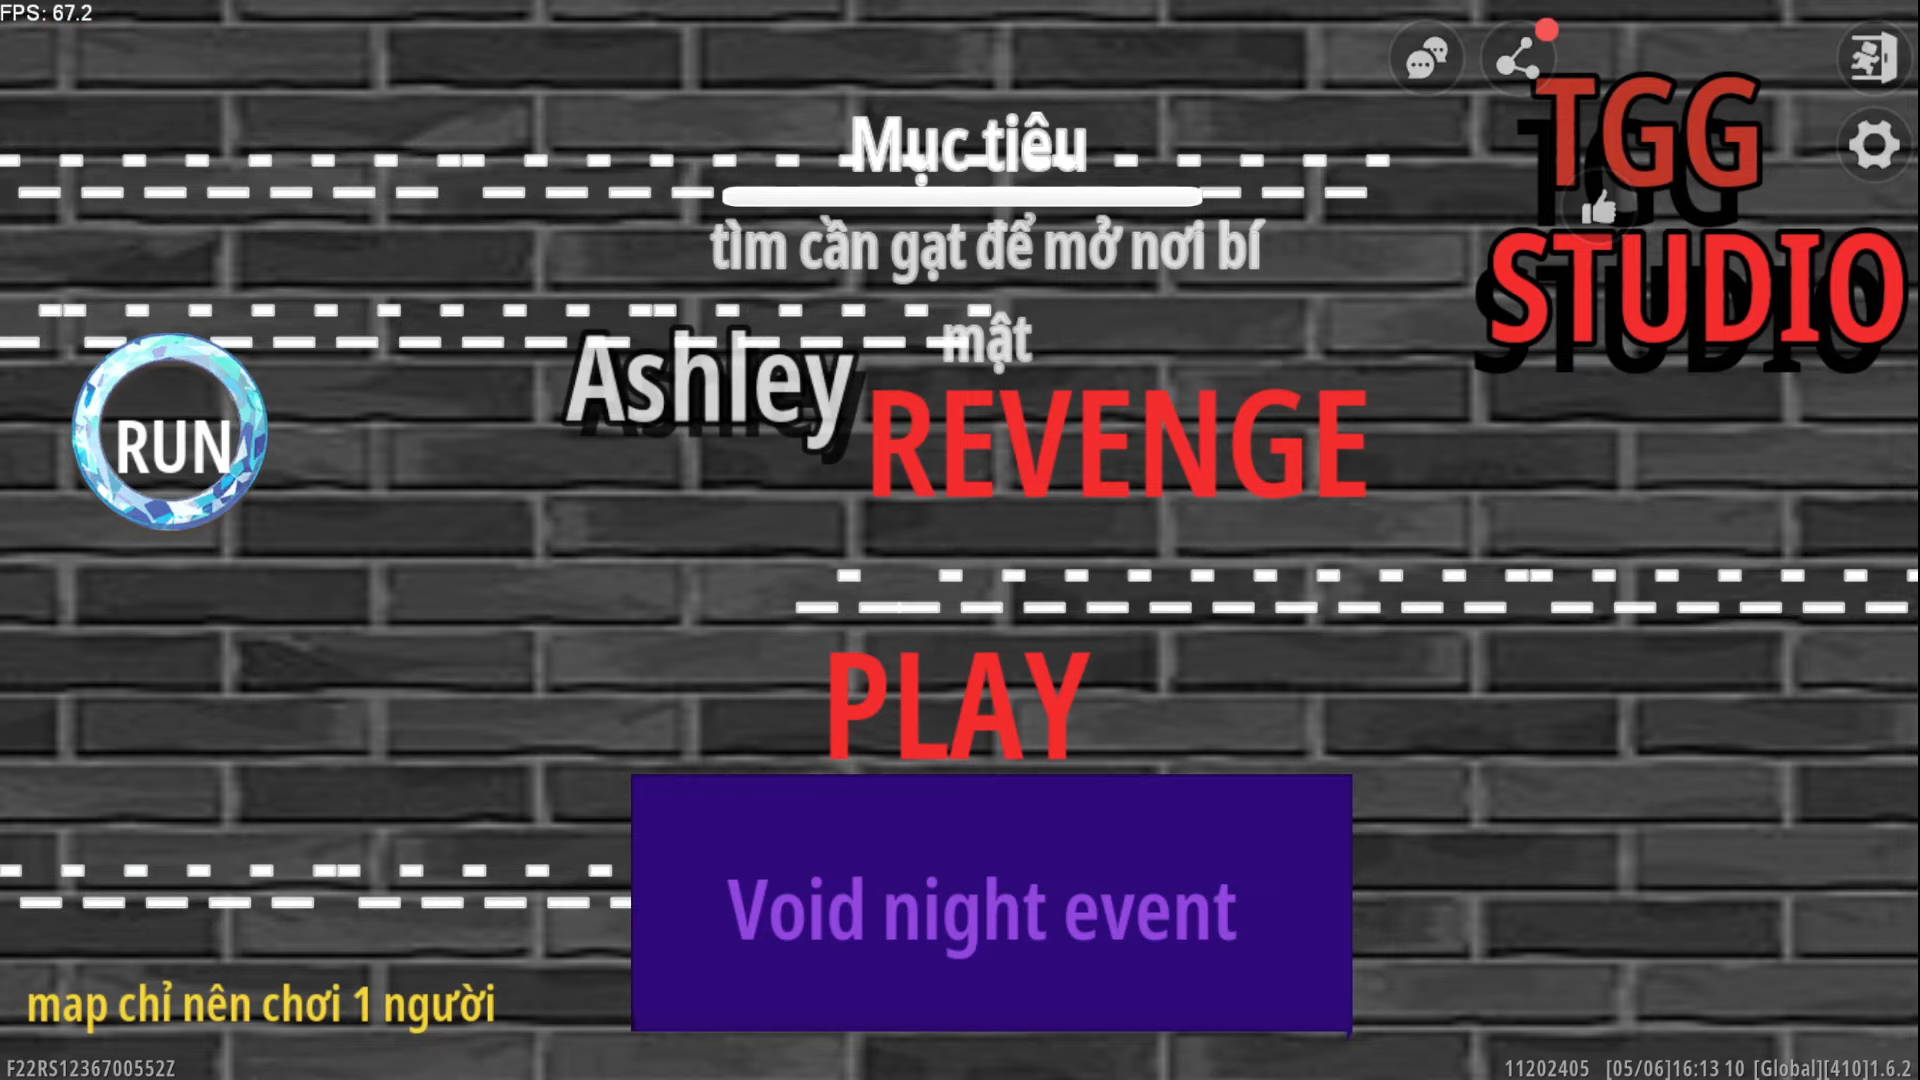 FPS: 67.2
TGG
STUDIO
Mục tiêu
tìm cần gạt để mở nơi bí
mật
Ashley
REVENGE
RUN
PLAY
Void night event
map chỉ nên chơi 1 người
F22RS1236700552Z
11202405 [05/06]16:13 10 [Global][410]1.6.2